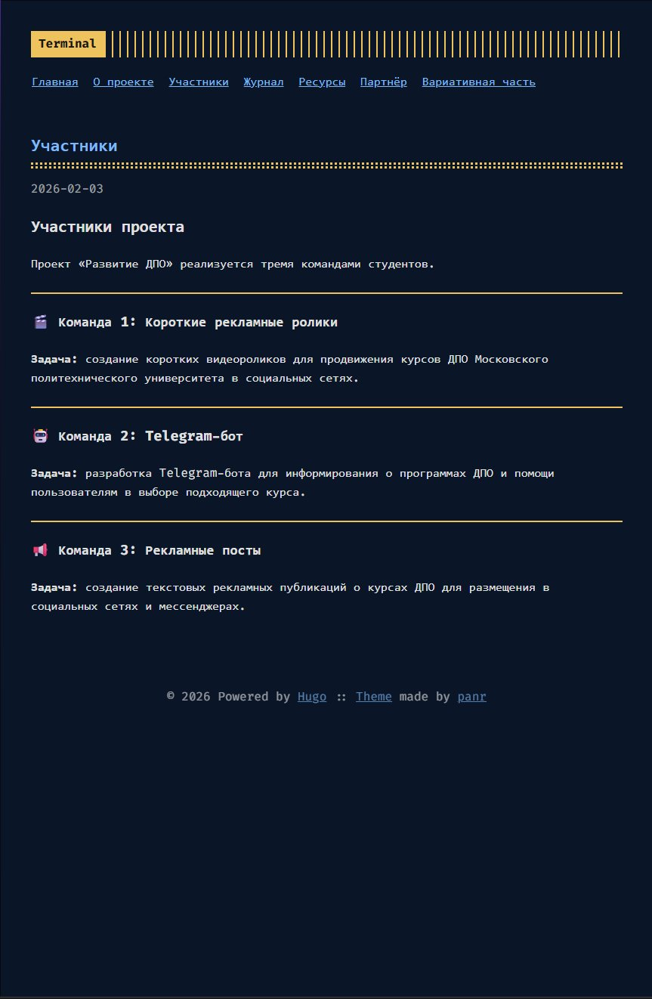 Terminal
Главная О проекте Участники Журнал Ресурсы Партнёр Вариативная часть
Участники
2026-02-03
Участники проекта
Проект «Развитие ДПО» реализуется тремя командами студентов.
Команда 1: Короткие рекламные ролики
Задача: создание коротких видеороликов для продвижения курсов ДПО Московского
политехнического университета в социальных сетях.
Команда 2: Telegram-бот
Задача: разработка Telegram-бота для информирования о программах ДПО и помощи
пользователям в выборе подходящего курса.
Команда 3: Рекламные посты
Задача: создание текстовых рекламных публикаций о курсах ДПО для размещения в
социальных сетях и мессенджерах.
© 2026 Powered by Hugo :: Theme made by panr